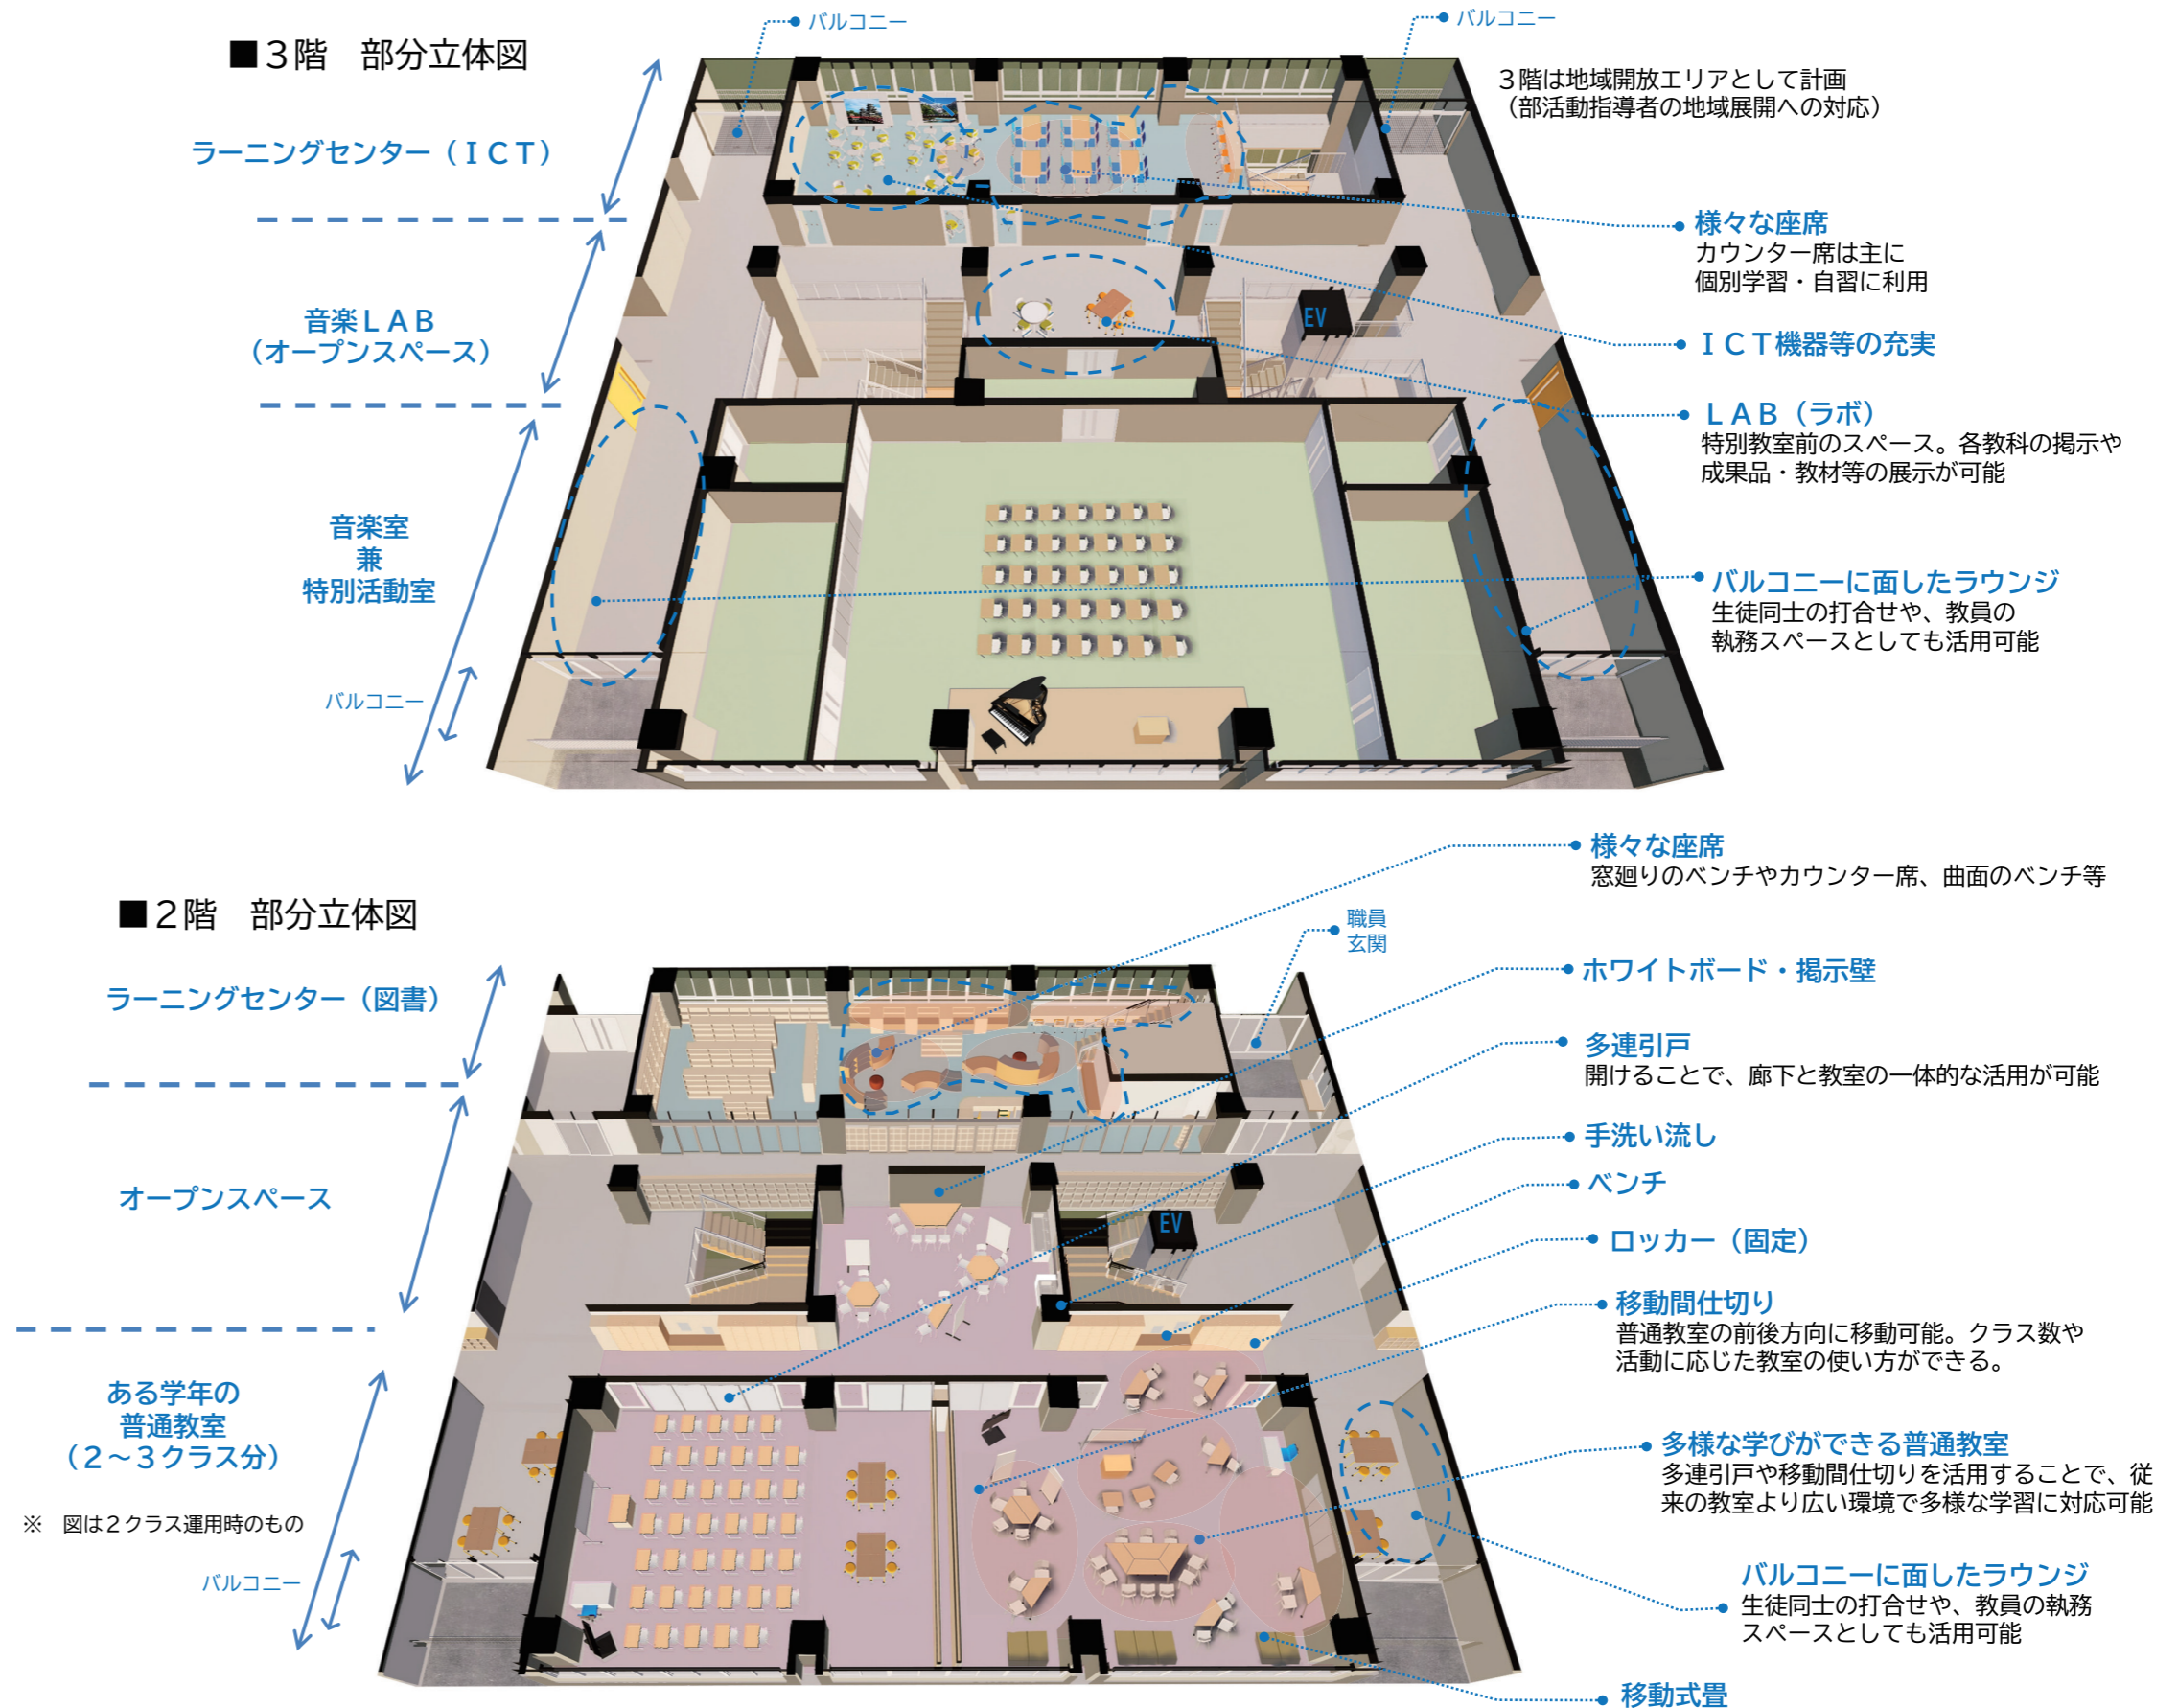 ■３階　部分立体図
バルコニー
バルコニー
３階は地域開放エリアとして計画
（部活動指導者の地域展開への対応）
ラーニングセンター（ＩＣＴ）
音楽ＬＡＢ
（オープンスペース）
音楽室
兼
特別活動室
バルコニー
EV
様々な座席
カウンター席は主に
個別学習・自習に利用
ＩＣＴ機器等の充実
ＬＡＢ（ラボ）
特別教室前のスペース。各教科の掲示や
成果品・教材等の展示が可能
バルコニーに面したラウンジ
生徒同士の打合せや、教員の
執務スペースとしても活用可能
■２階　部分立体図
ラーニングセンター（図書）
オープンスペース
ある学年の
普通教室
（２～３クラス分）
※　図は２クラス運用時のもの
バルコニー
EV
様々な座席
窓廻りのベンチやカウンター席、曲面のベンチ等
職員
玄関
ホワイトボード・掲示壁
多連引戸
開けることで、廊下と教室の一体的な活用が可能
手洗い流し
ベンチ
ロッカー（固定）
移動間仕切り
普通教室の前後方向に移動可能。クラス数や
活動に応じた教室の使い方ができる。
多様な学びができる普通教室
多連引戸や移動間仕切りを活用することで、従
来の教室より広い環境で多様な学習に対応可能
バルコニーに面したラウンジ
生徒同士の打合せや、教員の執務
スペースとしても活用可能
移動式畳